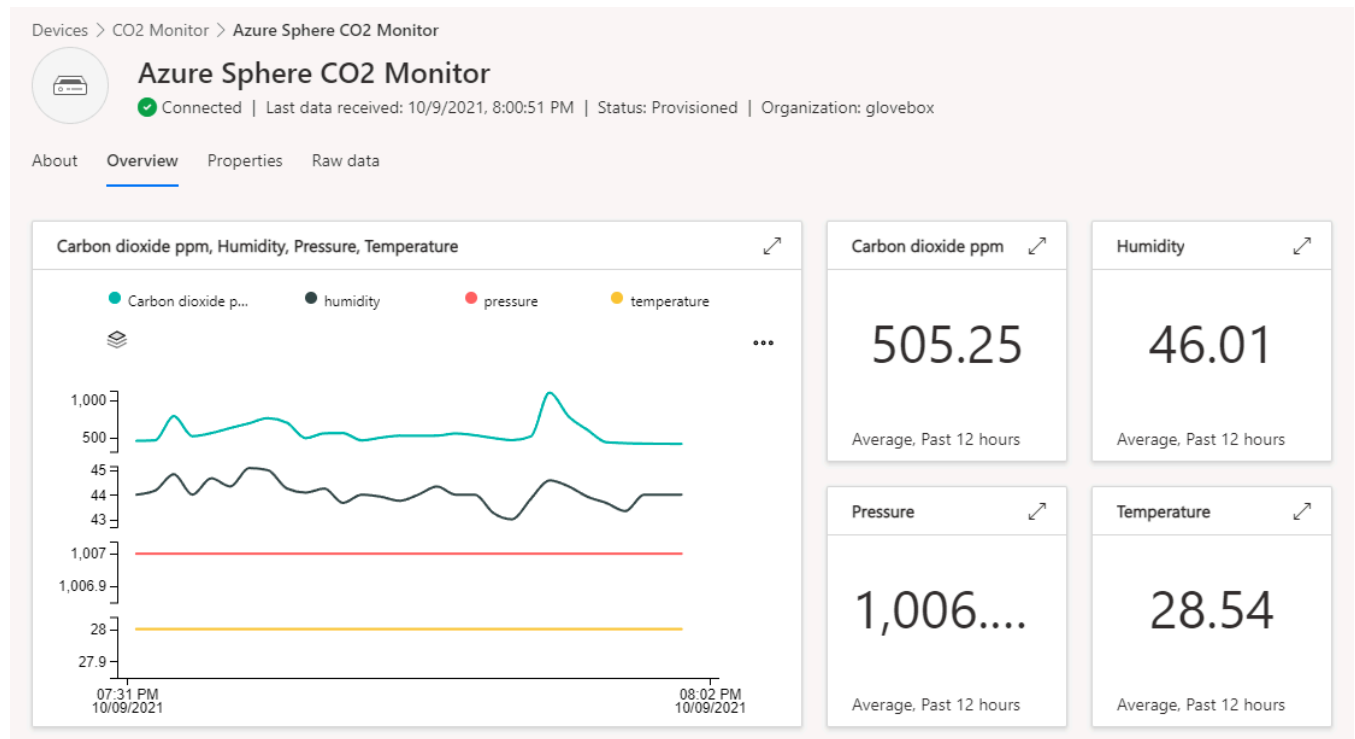 Devices > CO2 Monitor > Azure Sphere CO2 Monitor
Azure Sphere CO2 Monitor
Connected | Last data received: 10/9/2021, 8:00:51 PM | Status: Provisioned | Organization: glovebox
About Overview Properties Raw data
Carbon dioxide ppm, Humidity, Pressure, Temperature
Carbon dioxide p... humidity pressure temperature
1,000
500
45
44
43
1,007
1,006.9
28
27.9
07:31 PM 08:02 PM
10/09/2021 10/09/2021
Carbon dioxide ppm
505.25
Average, Past 12 hours
Humidity
46.01
Average, Past 12 hours
Pressure
1,006....
Average, Past 12 hours
Temperature
28.54
Average, Past 12 hours